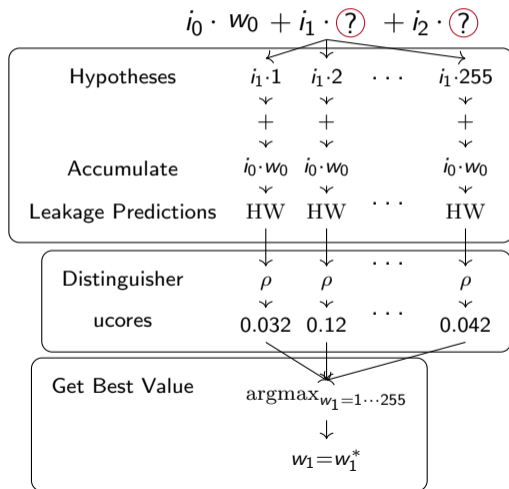 i₀ · w₀ + i₁ · ? + i₂ · ?
Hypotheses i₁·1 i₁·2 · · · i₁·255
+ + +
Accumulate i₀·w₀ i₀·w₀ i₀·w₀
Leakage Predictions HW HW · · · HW
· · ·
Distinguisher ρ ρ ρ
ucores 0.032 0.12 · · · 0.042
Get Best Value argmax w₁=1···255
w₁=w₁*